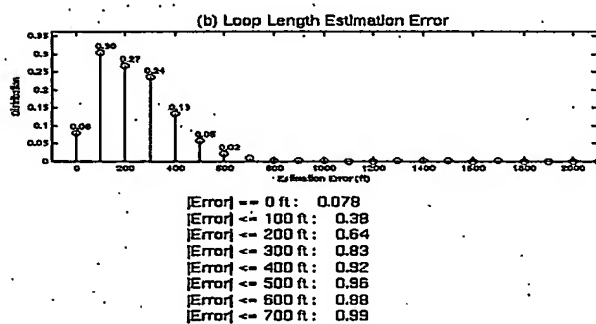 (b) Loop Length Estimation Error
0.35
0.3
0.25
0.2
0.15
0.1
0.05
0
Distribution
0.08
0.30
0.27
0.24
0.13
0.05
0.02
0
200
400
600
800
1000
1200
1400
1600
1800
2000
Estimation Error (ft)
|Error| == 0 ft : 0.078
|Error| <= 100 ft : 0.38
|Error| <= 200 ft : 0.64
|Error| <= 300 ft : 0.83
|Error| <= 400 ft : 0.92
|Error| <= 500 ft : 0.96
|Error| <= 600 ft : 0.98
|Error| <= 700 ft : 0.99